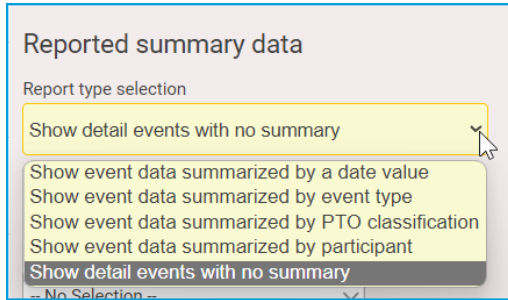 Reported summary data
Report type selection
Show detail events with no summary
Show event data summarized by a date value
Show event data summarized by event type
Show event data summarized by PTO classification
Show event data summarized by participant
Show detail events with no summary
-- No Selection --